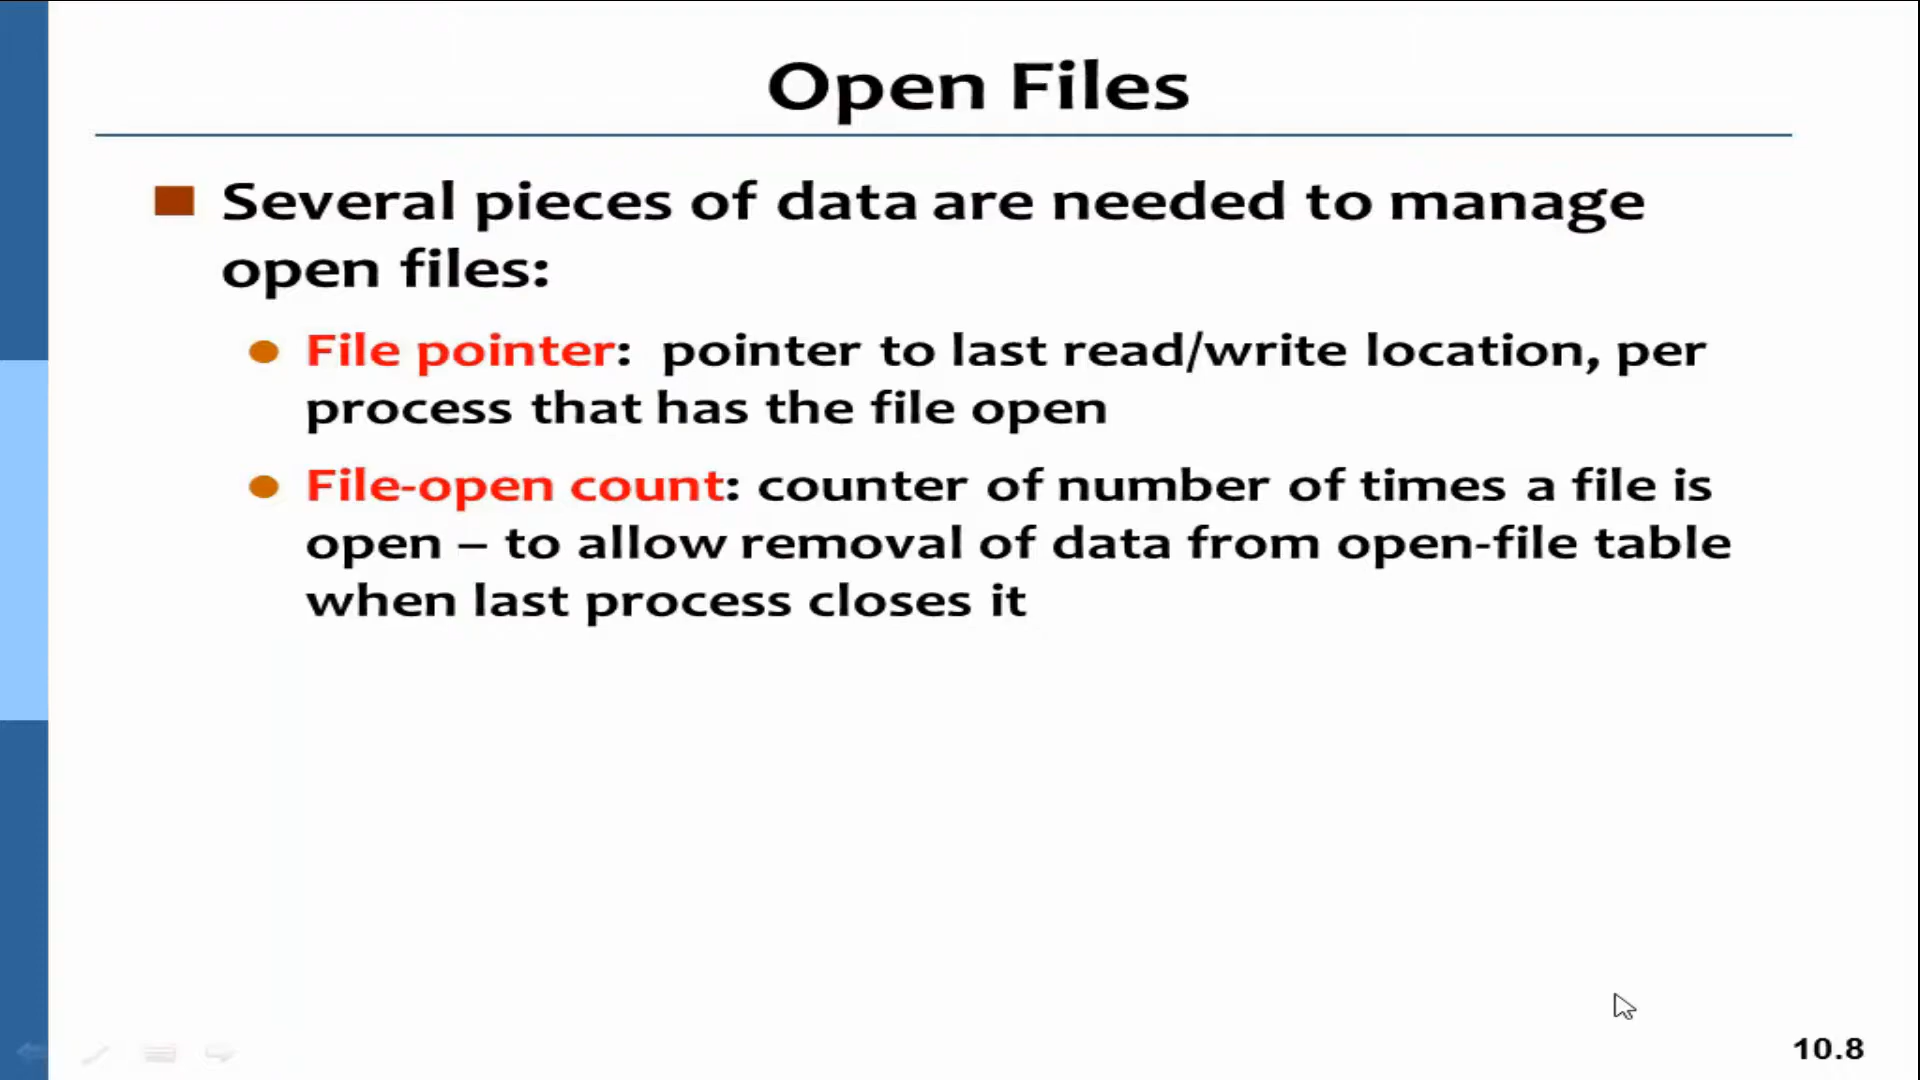 Open Files
Several pieces of data are needed to manage
open files:
File pointer: pointer to last read/write location, per
process that has the file open
File-open count: counter of number of times a file is
open – to allow removal of data from open-file table
when last process closes it
10.8